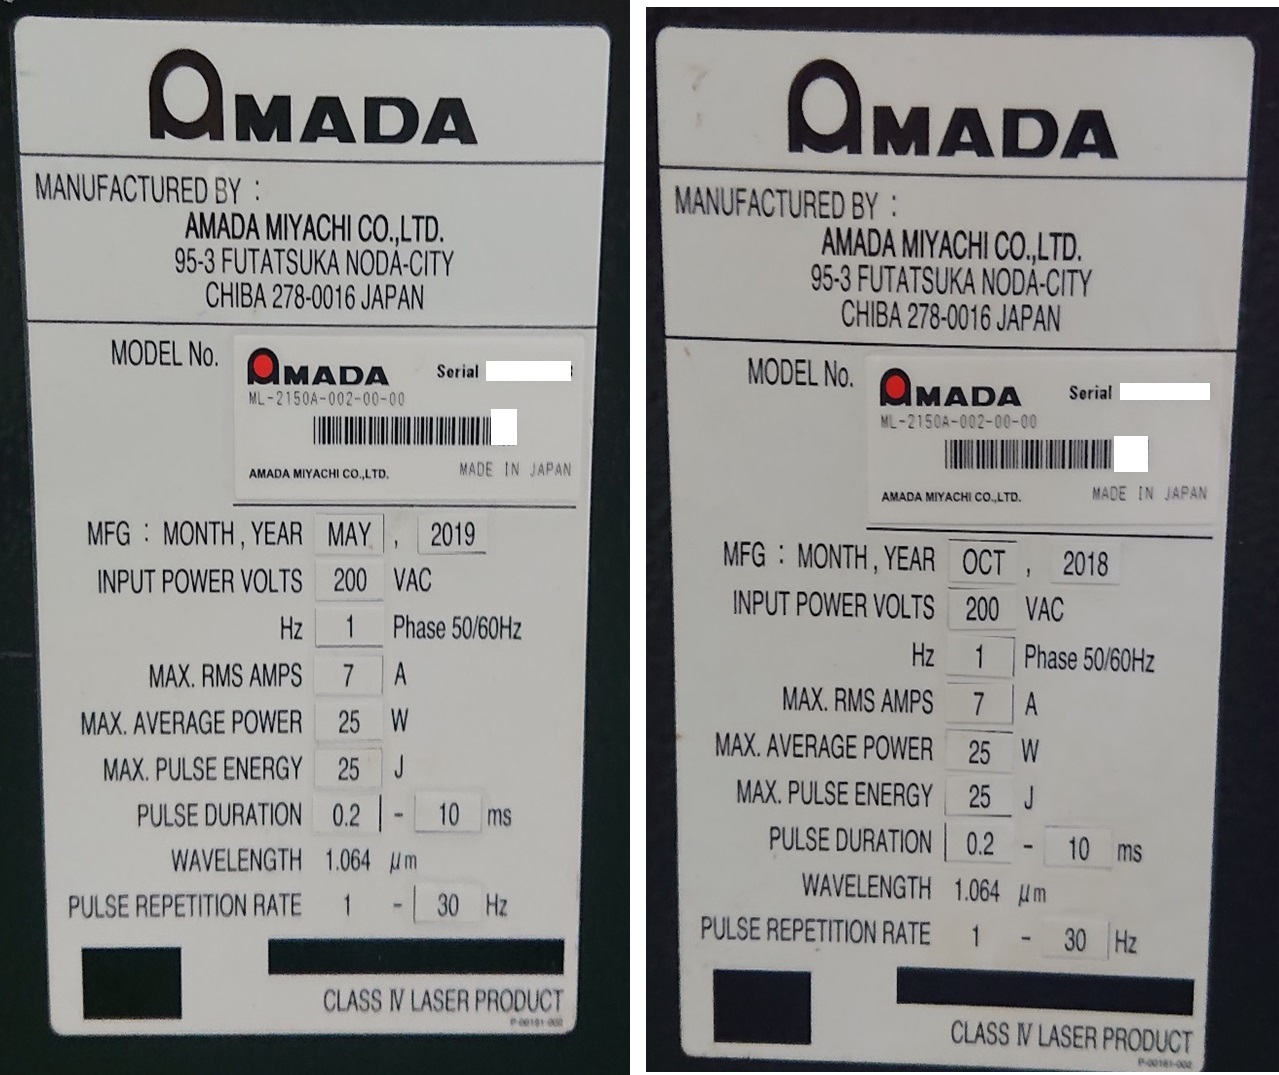 AMADA
MANUFACTURED BY :
AMADA MIYACHI CO.,LTD.
95-3 FUTATSUKA NODA-CITY
CHIBA 278-0016 JAPAN
MODEL No.
AMADA Serial
ML-2150A-002-00-00
AMADA MIYACHI CO.,LTD. MADE IN JAPAN
MFG : MONTH , YEAR MAY , 2019
INPUT POWER VOLTS 200 VAC
Hz 1 Phase 50/60Hz
MAX. RMS AMPS 7 A
MAX. AVERAGE POWER 25 W
MAX. PULSE ENERGY 25 J
PULSE DURATION 0.2 - 10 ms
WAVELENGTH 1.064 μm
PULSE REPETITION RATE 1 - 30 Hz
CLASS Ⅳ LASER PRODUCT
P-00181-002
AMADA
MANUFACTURED BY :
AMADA MIYACHI CO.,LTD.
95-3 FUTATSUKA NODA-CITY
CHIBA 278-0016 JAPAN
MODEL No.
AMADA Serial
ML-2150A-002-00-00
AMADA MIYACHI CO.,LTD. MADE IN JAPAN
MFG : MONTH , YEAR OCT , 2018
INPUT POWER VOLTS 200 VAC
Hz 1 Phase 50/60Hz
MAX. RMS AMPS 7 A
MAX. AVERAGE POWER 25 W
MAX. PULSE ENERGY 25 J
PULSE DURATION 0.2 - 10 ms
WAVELENGTH 1.064 μm
PULSE REPETITION RATE 1 - 30 Hz
CLASS Ⅳ LASER PRODUCT
P-00181-002